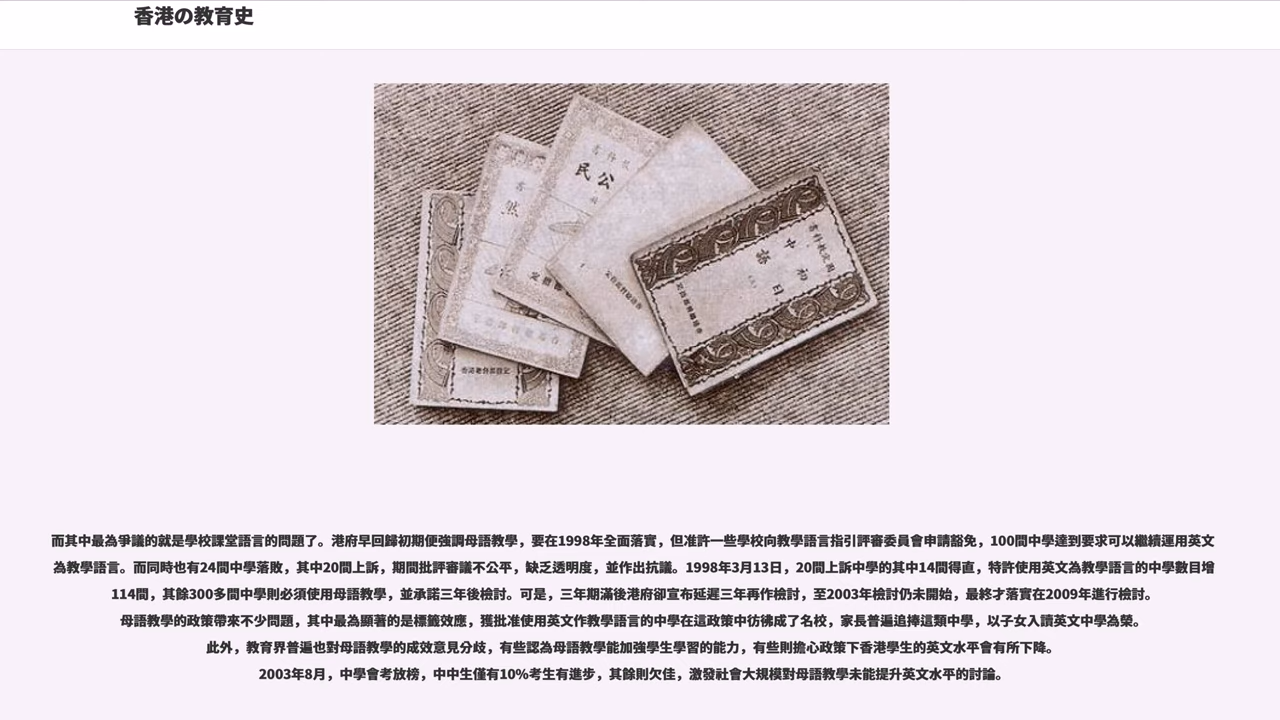 香港の教育史
民公
然
中
初
日
語
香港考督部審定
而其中最為爭議的就是學校課堂語言的問題了。港府早回歸初期便強調母語教學，要在1998年全面落實，但准許一些學校向教學語言指引評審委員會申請豁免，100間中學達到要求可以繼續運用英文
為教學語言。而同時也有24間中學落敗，其中20間上訴，期間批評審議不公平，缺乏透明度，並作出抗議。1998年3月13日，20間上訴中學的其中14間得直，特許使用英文為教學語言的中學數目增
114間，其餘300多間中學則必須使用母語教學，並承諾三年後檢討。可是，三年期滿後港府卻宣布延遲三年再作檢討，至2003年檢討仍未開始，最終才落實在2009年進行檢討。
母語教學的政策帶來不少問題，其中最為顯著的是標籤效應，獲批准使用英文作教學語言的中學在這政策中彷彿成了名校，家長普遍追捧這類中學，以子女入讀英文中學為榮。
此外，教育界普遍也對母語教學的成效意見分歧，有些認為母語教學能加強學生學習的能力，有些則擔心政策下香港學生的英文水平會有所下降。
2003年8月，中學會考放榜，中中生僅有10%考生有進步，其餘則欠佳，激發社會大規模對母語教學未能提升英文水平的討論。